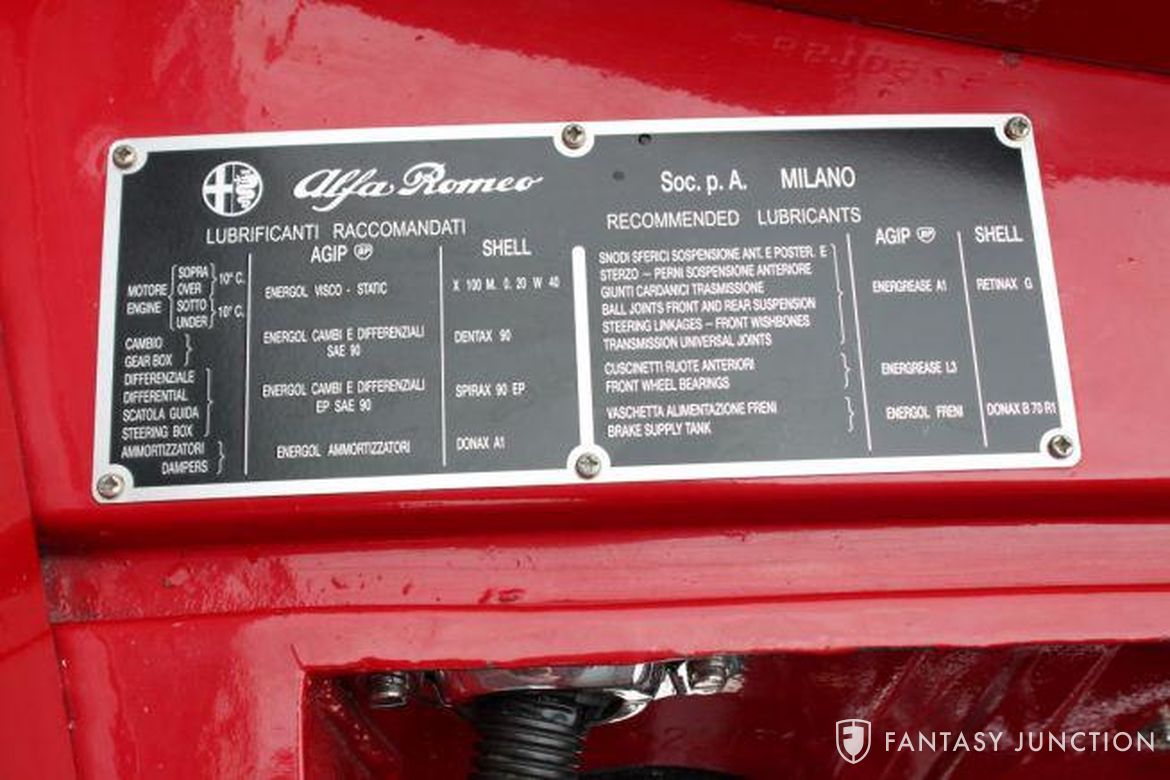 Alfa Romeo Soc. p. A. MILANO
LUBRIFICANTI RACCOMANDATI
AGIP BP SHELL
MOTORE SOPRA 10° C.
ENGINE OVER
SOTTO 10° C.
UNDER
ENERGOL VISCO - STATIC
X 100 M. 0. 20 W 40
CAMBIO
GEAR BOX
ENERGOL CAMBI E DIFFERENZIALI
SAE 90
DENTAX 90
DIFFERENZIALE
DIFFERENTIAL
SCATOLA GUIDA
STEERING BOX
ENERGOL CAMBI E DIFFERENZIALI
EP SAE 90
SPIRAX 90 EP
AMMORTIZZATORI
DAMPERS
ENERGOL AMMORTIZZATORI
DONAX A1
RECOMMENDED LUBRICANTS
AGIP BP SHELL
SNODI SFERICI SOSPENSIONE ANT. E POSTER. E
STERZO - PERNI SOSPENSIONE ANTERIORE
GIUNTI CARDANICI TRASMISSIONE
BALL JOINTS FRONT AND REAR SUSPENSION
STEERING LINKAGES - FRONT WISHBONES
TRANSMISSION UNIVERSAL JOINTS
ENERGREASE A1
RETINAX G
CUSCINETTI RUOTE ANTERIORI
FRONT WHEEL BEARINGS
ENERGREASE L3
VASCHETTA ALIMENTAZIONE FRENI
BRAKE SUPPLY TANK
ENERGOL FRENI
DONAX B 70 R1
FANTASY JUNCTION